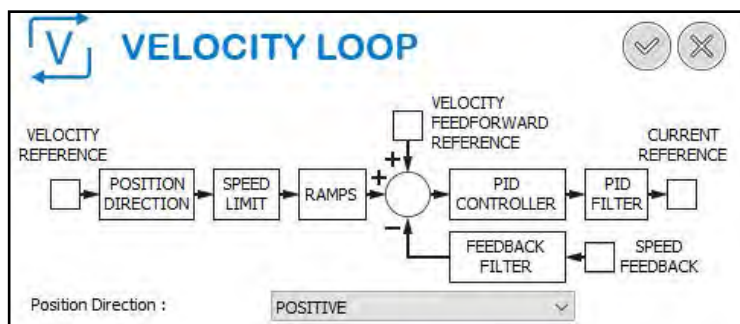 V VELOCITY LOOP
VELOCITY
FEEDFORWARD
REFERENCE
VELOCITY
REFERENCE
CURRENT
REFERENCE
+
+
POSITION
DIRECTION
SPEED
LIMIT
RAMPS
PID
CONTROLLER
PID
FILTER
−
FEEDBACK
FILTER
SPEED
FEEDBACK
Position Direction :
POSITIVE